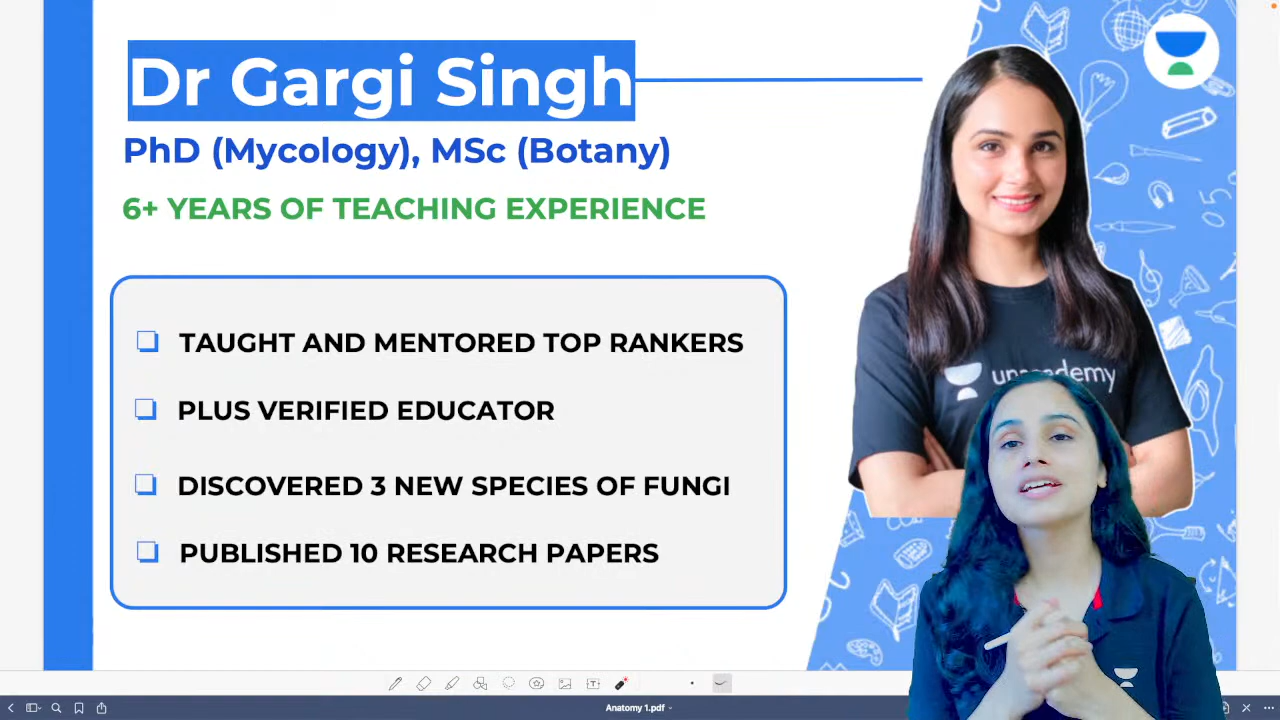 Dr Gargi Singh
PhD (Mycology), MSc (Botany)
6+ YEARS OF TEACHING EXPERIENCE
TAUGHT AND MENTORED TOP RANKERS
PLUS VERIFIED EDUCATOR
DISCOVERED 3 NEW SPECIES OF FUNGI
PUBLISHED 10 RESEARCH PAPERS
Anatomy 1.pdf